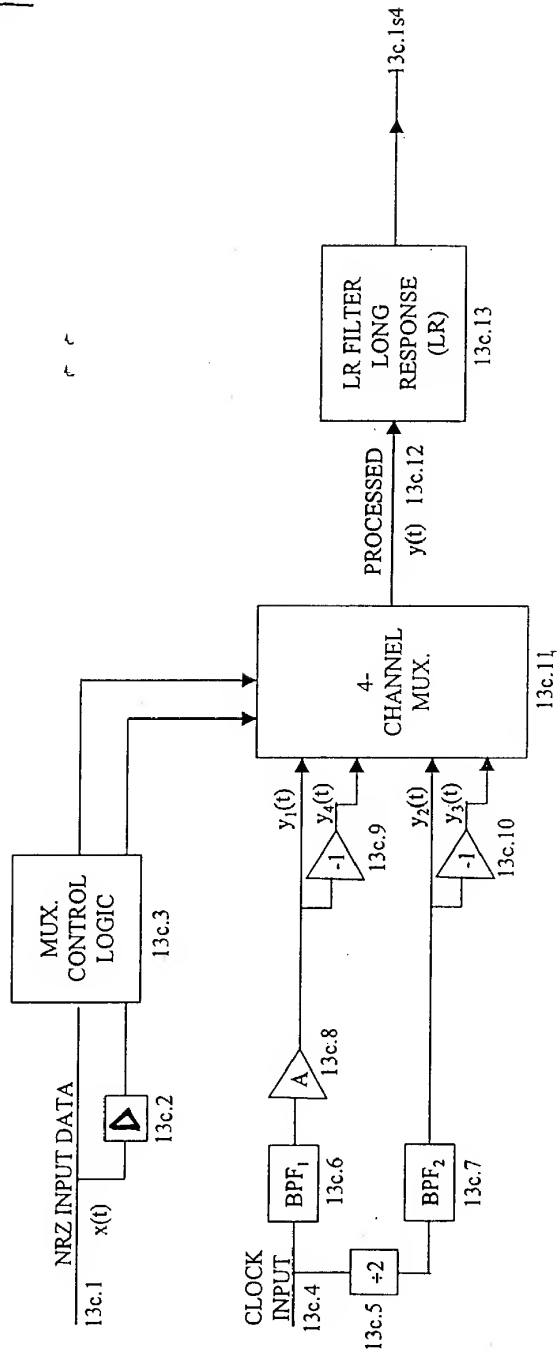 NRZ INPUT DATA
13c.1
x(t)
13c.2
MUX.
CONTROL
LOGIC
13c.3
CLOCK
INPUT
13c.4
÷2
13c.5
BPF1
13c.6
BPF2
13c.7
A
13c.8
-1
13c.9
-1
13c.10
y1(t)
y4(t)
y2(t)
y3(t)
4-
CHANNEL
MUX.
13c.11
PROCESSED
y(t) 13c.12
LR FILTER
LONG
RESPONSE
(LR)
13c.13
13c.1s4